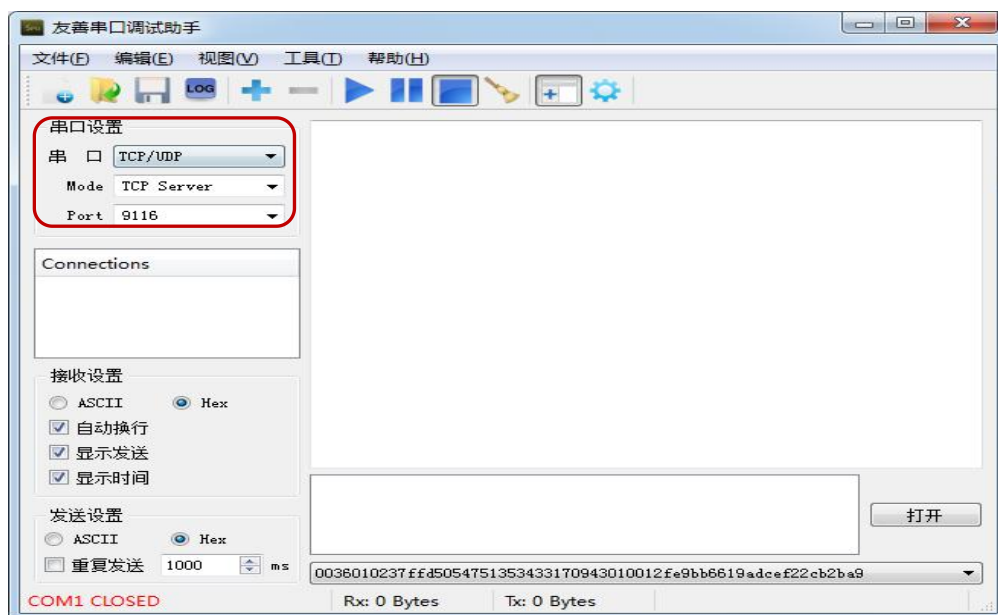 友善串口调试助手
文件(F) 编辑(E) 视图(V) 工具(T) 帮助(H)
LOG
串口设置
串 口 TCP/UDP
Mode TCP Server
Port 9116
Connections
接收设置
ASCII Hex
自动换行
显示发送
显示时间
发送设置
ASCII Hex
重复发送 1000 ms
打开
0036010237ffd5054751353433170943010012fe9bb6619adcef22cb2ba9
COM1 CLOSED Rx: 0 Bytes Tx: 0 Bytes